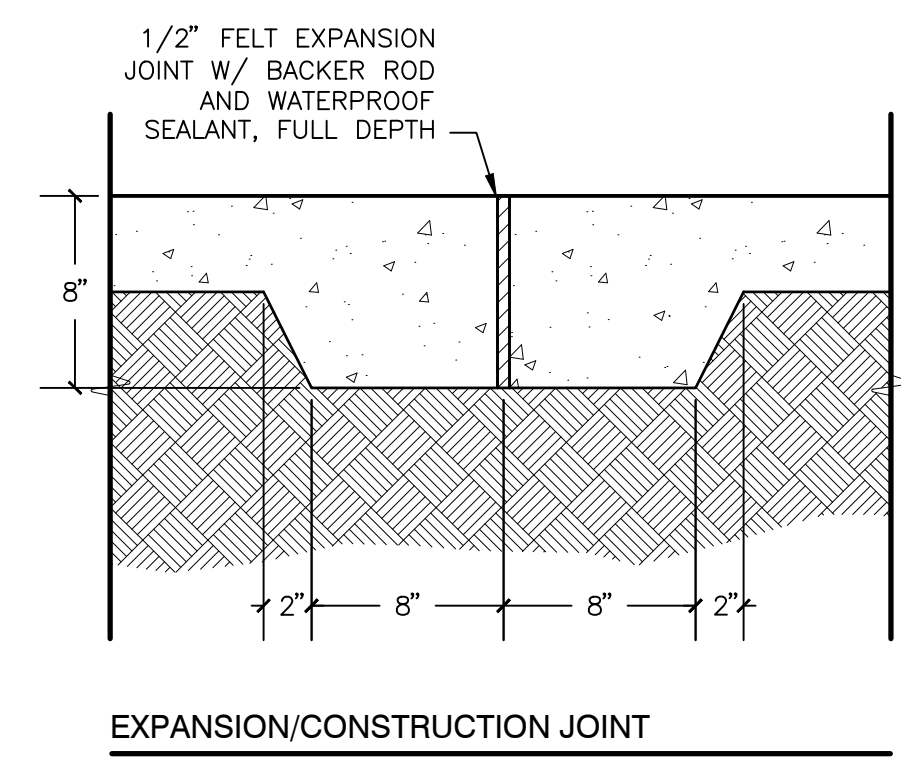 1/2" FELT EXPANSION
JOINT W/ BACKER ROD
AND WATERPROOF
SEALANT, FULL DEPTH
8"
2" 8" 8" 2"
EXPANSION/CONSTRUCTION JOINT